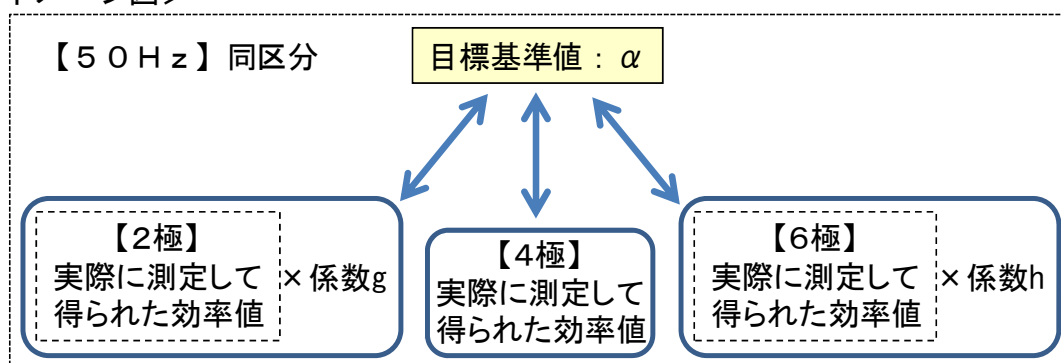 【５０Ｈｚ】同区分
目標基準値：α
【２極】
実際に測定して
得られた効率値
×係数g
【４極】
実際に測定して
得られた効率値
【６極】
実際に測定して
得られた効率値
×係数h